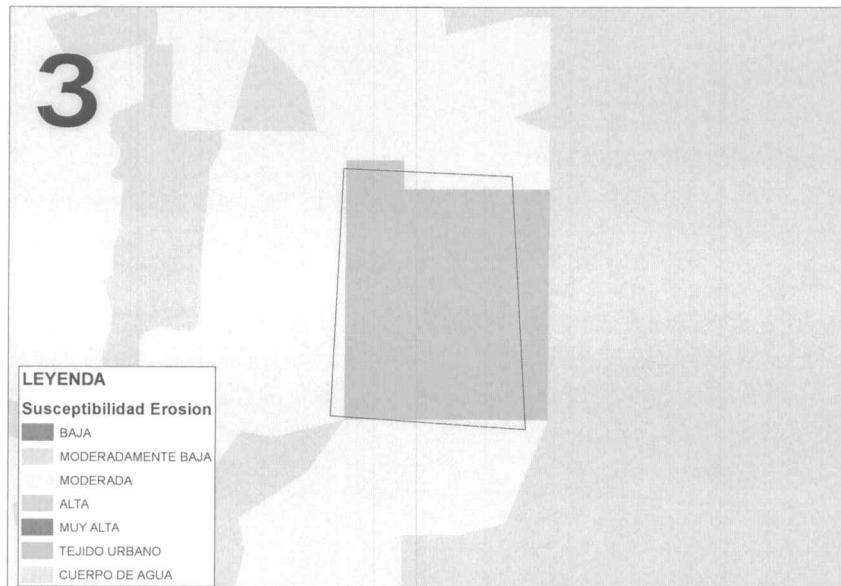 3
LEYENDA
Susceptibilidad Erosion
BAJA
MODERADAMENTE BAJA
MODERADA
ALTA
MUY ALTA
TEJIDO URBANO
CUERPO DE AGUA